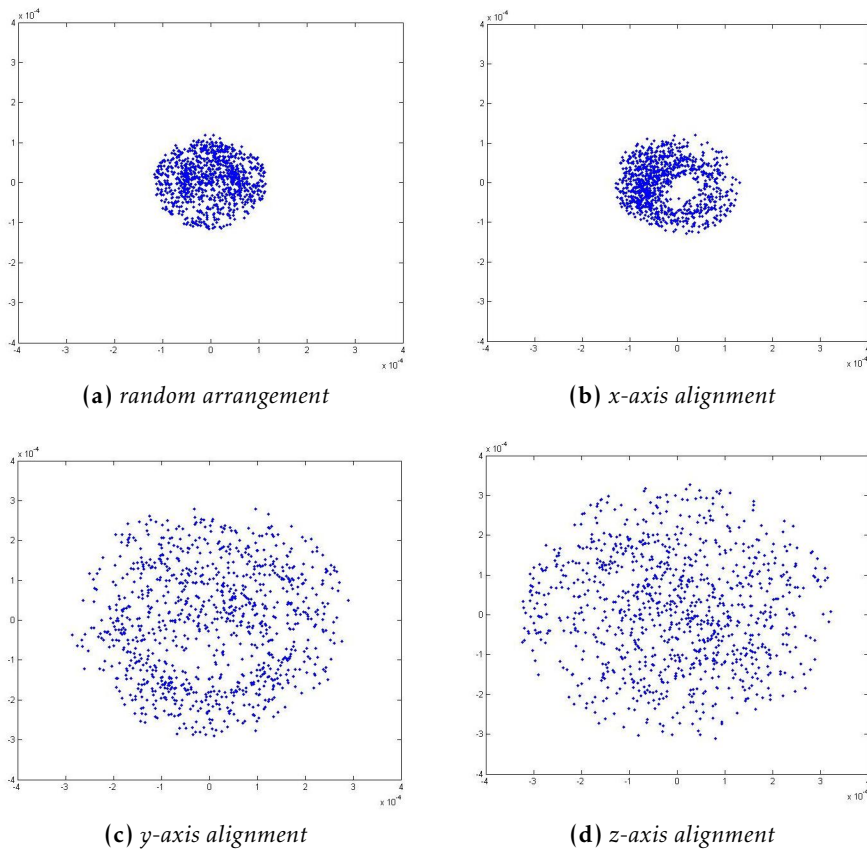 x 10⁻⁴
4
3
2
1
0
-1
-2
-3
-4
-4 -3 -2 -1 0 1 2 3 4
x 10⁻⁴
(a) random arrangement
x 10⁻⁴
4
3
2
1
0
-1
-2
-3
-4
-4 -3 -2 -1 0 1 2 3 4
x 10⁻⁴
(b) x-axis alignment
x 10⁻⁴
4
3
2
1
0
-1
-2
-3
-4
-4 -3 -2 -1 0 1 2 3 4
x 10⁻⁴
(c) y-axis alignment
x 10⁻⁴
4
3
2
1
0
-1
-2
-3
-4
-4 -3 -2 -1 0 1 2 3 4
x 10⁻⁴
(d) z-axis alignment